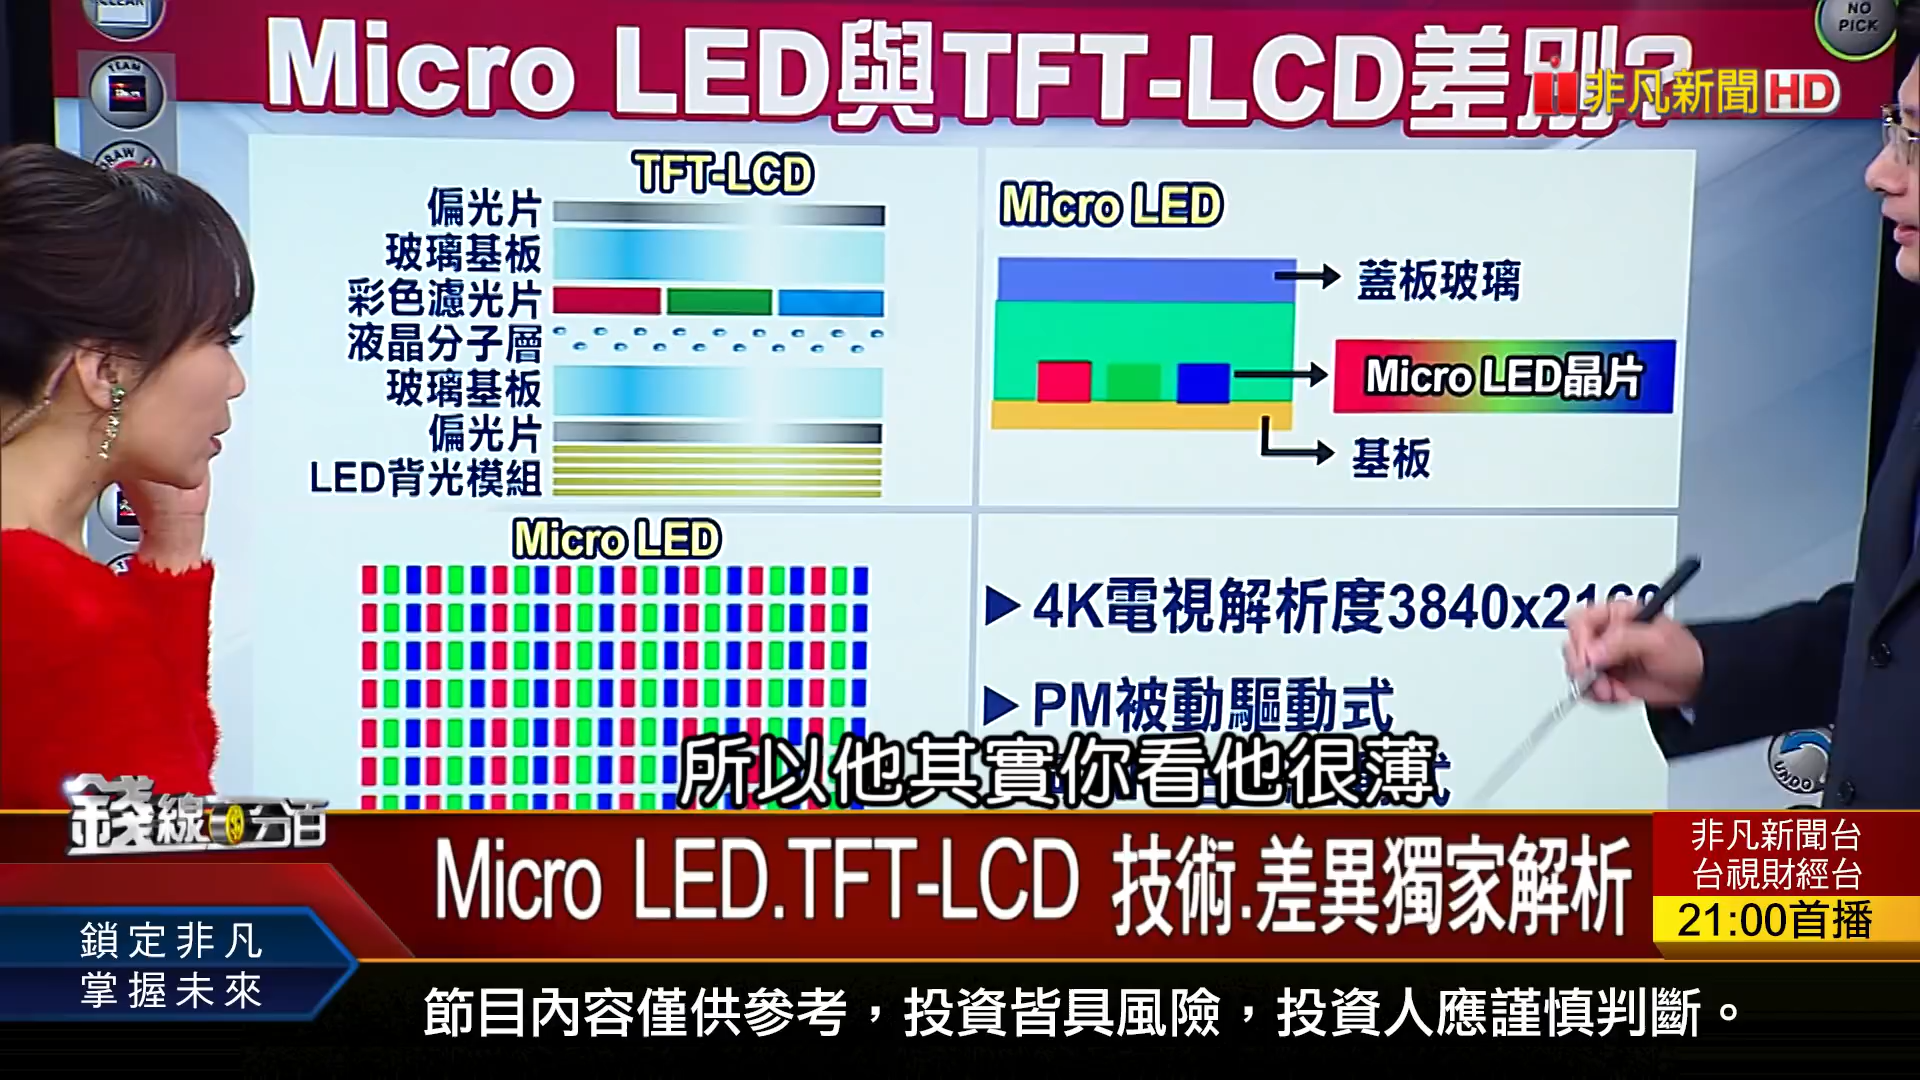 CLEAR
NO
PICK
TEAM
Micro LED與TFT-LCD差別?
非凡新聞HD
DRAW
TFT-LCD
偏光片
玻璃基板
彩色濾光片
液晶分子層
玻璃基板
偏光片
LED背光模組
Micro LED
蓋板玻璃
Micro LED晶片
基板
Micro LED
▶4K電視解析度3840x2160
▶PM被動驅動式
UNDO
所以他其實你看他很薄
錢線百分百
Micro LED.TFT-LCD 技術.差異獨家解析
非凡新聞台
台視財經台
21:00首播
鎖定非凡
掌握未來
節目內容僅供參考，投資皆具風險，投資人應謹慎判斷。